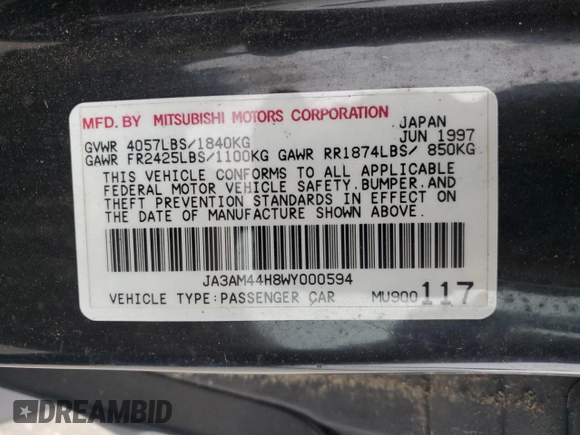 MFD. BY MITSUBISHI MOTORS CORPORATION JAPAN
GVWR 4057LBS/1840KG JUN 1997
GAWR FR2425LBS/1100KG GAWR RR1874LBS/ 850KG
THIS VEHICLE CONFORMS TO ALL APPLICABLE
FEDERAL MOTOR VEHICLE SAFETY.BUMPER.AND
THEFT PREVENTION STANDARDS IN EFFECT ON
THE DATE OF MANUFACTURE SHOWN ABOVE.
JA3AM44H8WY000594
VEHICLE TYPE:PASSENGER CAR MU900117
DREAMBID